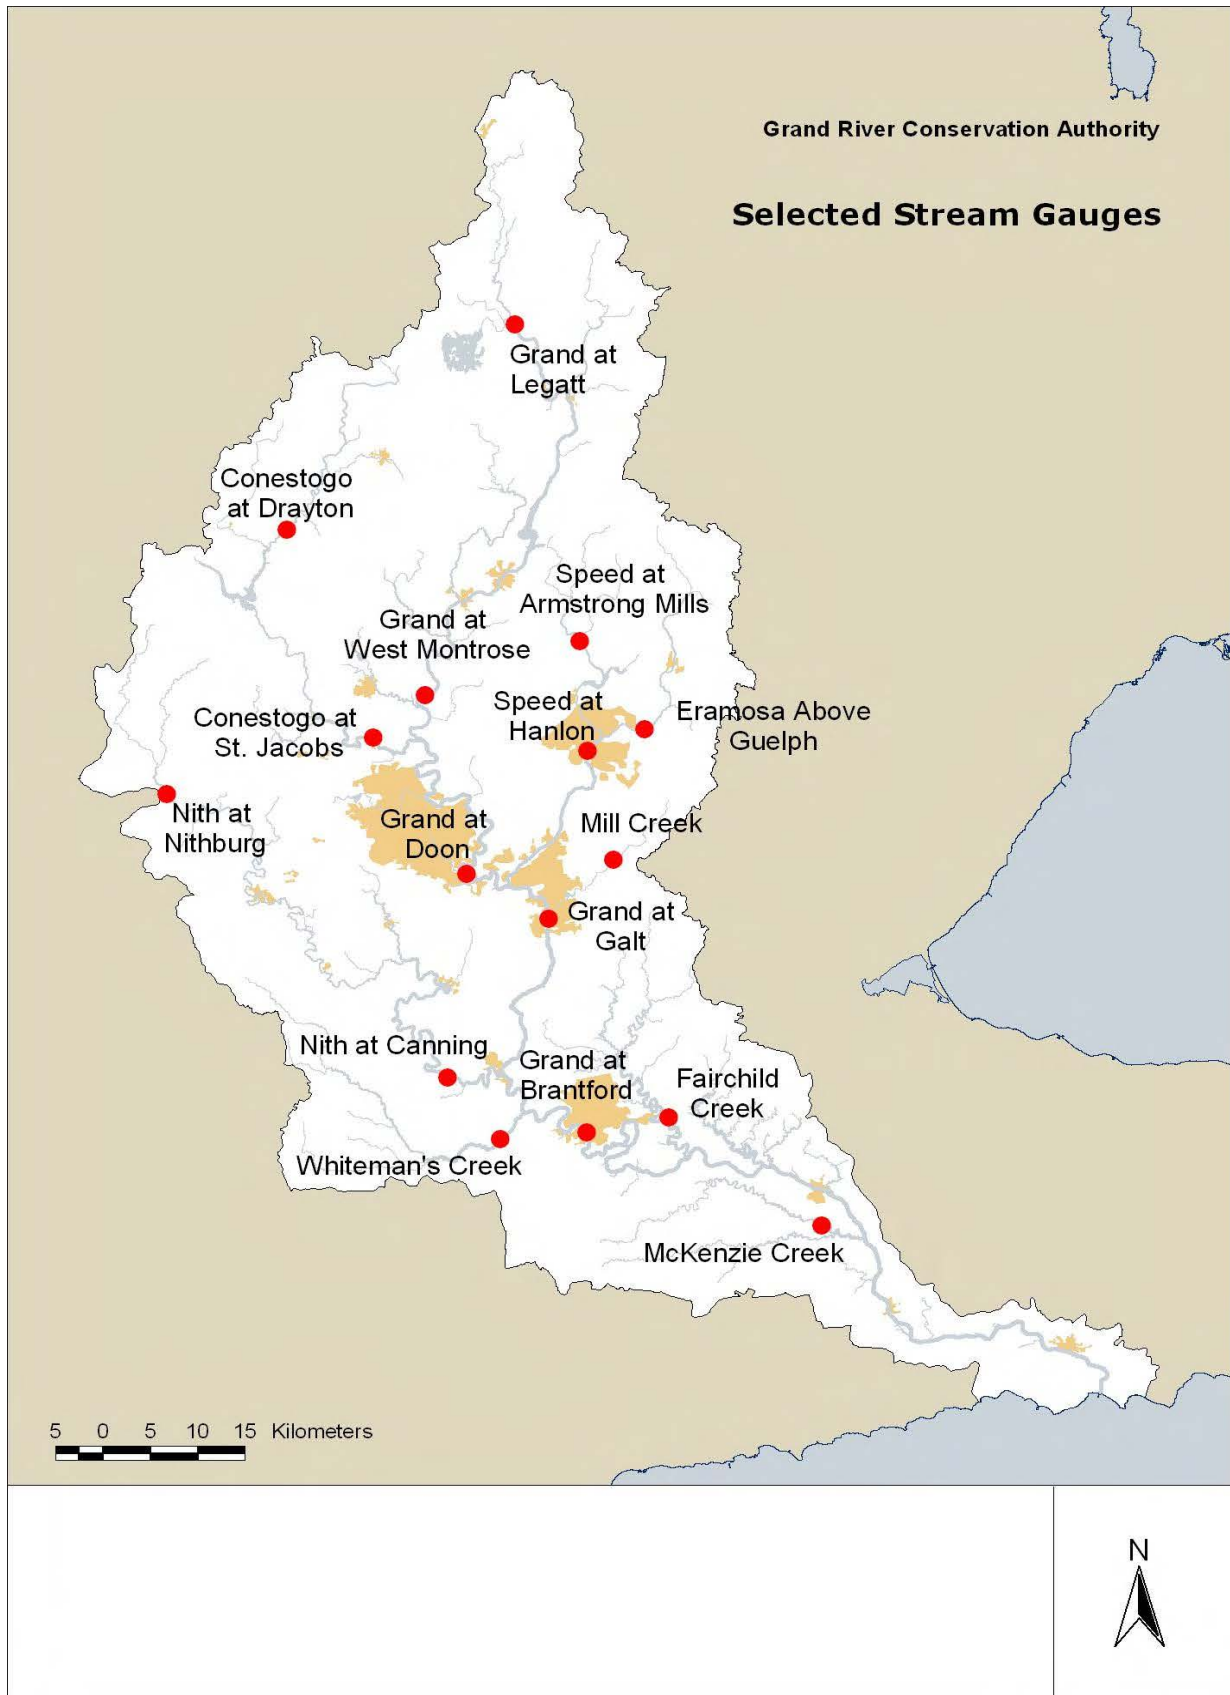 Grand River Conservation Authority
Selected Stream Gauges
Grand at
Legatt
Conestogo
at Drayton
Speed at
Armstrong Mills
Grand at
West Montrose
Speed at
Hanlon
Eramosa Above
Guelph
Conestogo at
St. Jacobs
Nith at
Nithburg
Grand at
Doon
Mill Creek
Grand at
Galt
Nith at Canning
Grand at
Brantford
Fairchild
Creek
Whiteman's Creek
McKenzie Creek
5 0 5 10 15 Kilometers
N